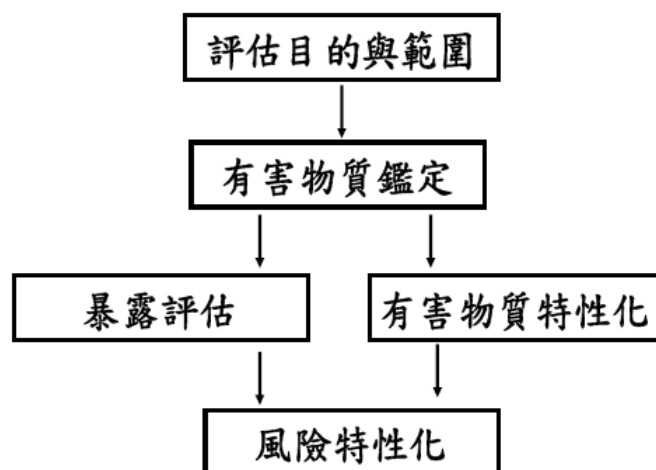 評估目的與範圍
有害物質鑑定
暴露評估
有害物質特性化
風險特性化